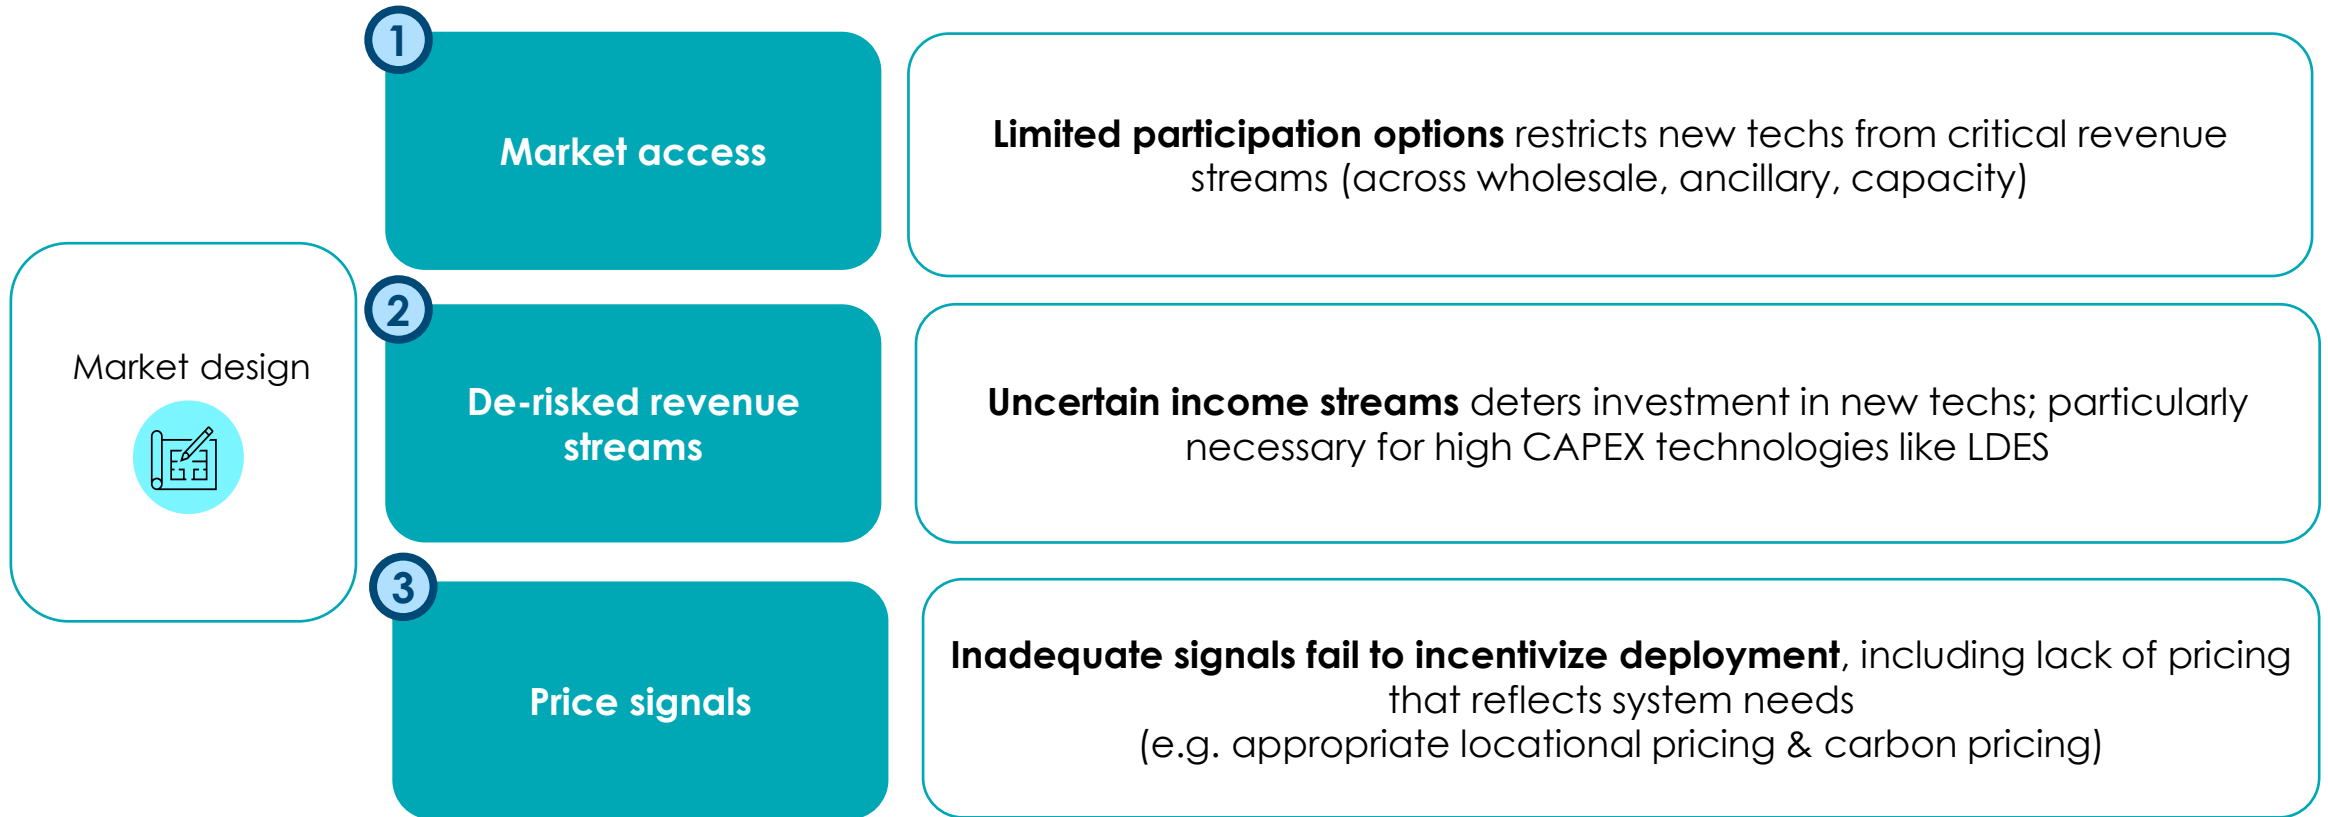 Market design
1
Market access
Limited participation options restricts new techs from critical revenue
streams (across wholesale, ancillary, capacity)
2
De-risked revenue
streams
Uncertain income streams deters investment in new techs; particularly
necessary for high CAPEX technologies like LDES
3
Price signals
Inadequate signals fail to incentivize deployment, including lack of pricing
that reflects system needs
(e.g. appropriate locational pricing & carbon pricing)